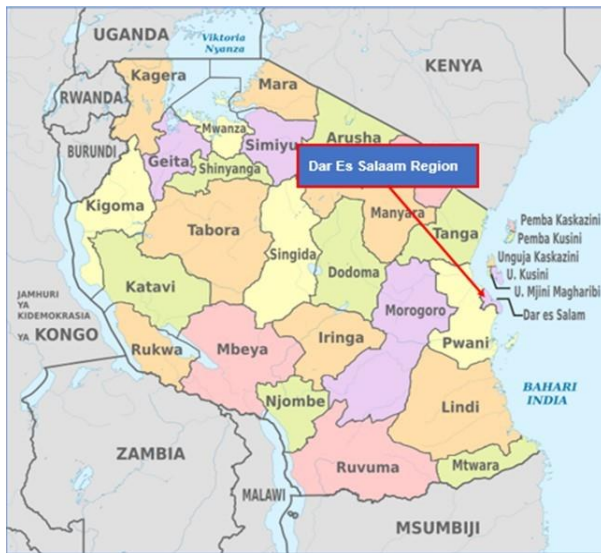 UGANDA
Viktoria
Nyanza
KENYA
Kagera
Mara
RWANDA
Mwanza
Arusha
BURUNDI
Geita
Simiyu
Shinyanga
Dar Es Salaam Region
Kigoma
Tabora
Manyara
Tanga
Pemba Kaskazini
Pemba Kusini
Singida
Unguja Kaskazini
U. Kusini
U. Mjini Magharibi
Dar es Salam
Katavi
Dodoma
Morogoro
JAMHURI
YA
KIDEMOKRASIA
YA KONGO
Pwani
Rukwa
Mbeya
Iringa
BAHARI
INDIA
Njombe
Lindi
ZAMBIA
Ruvuma
Mtwara
MALAWI
MSUMBIJI